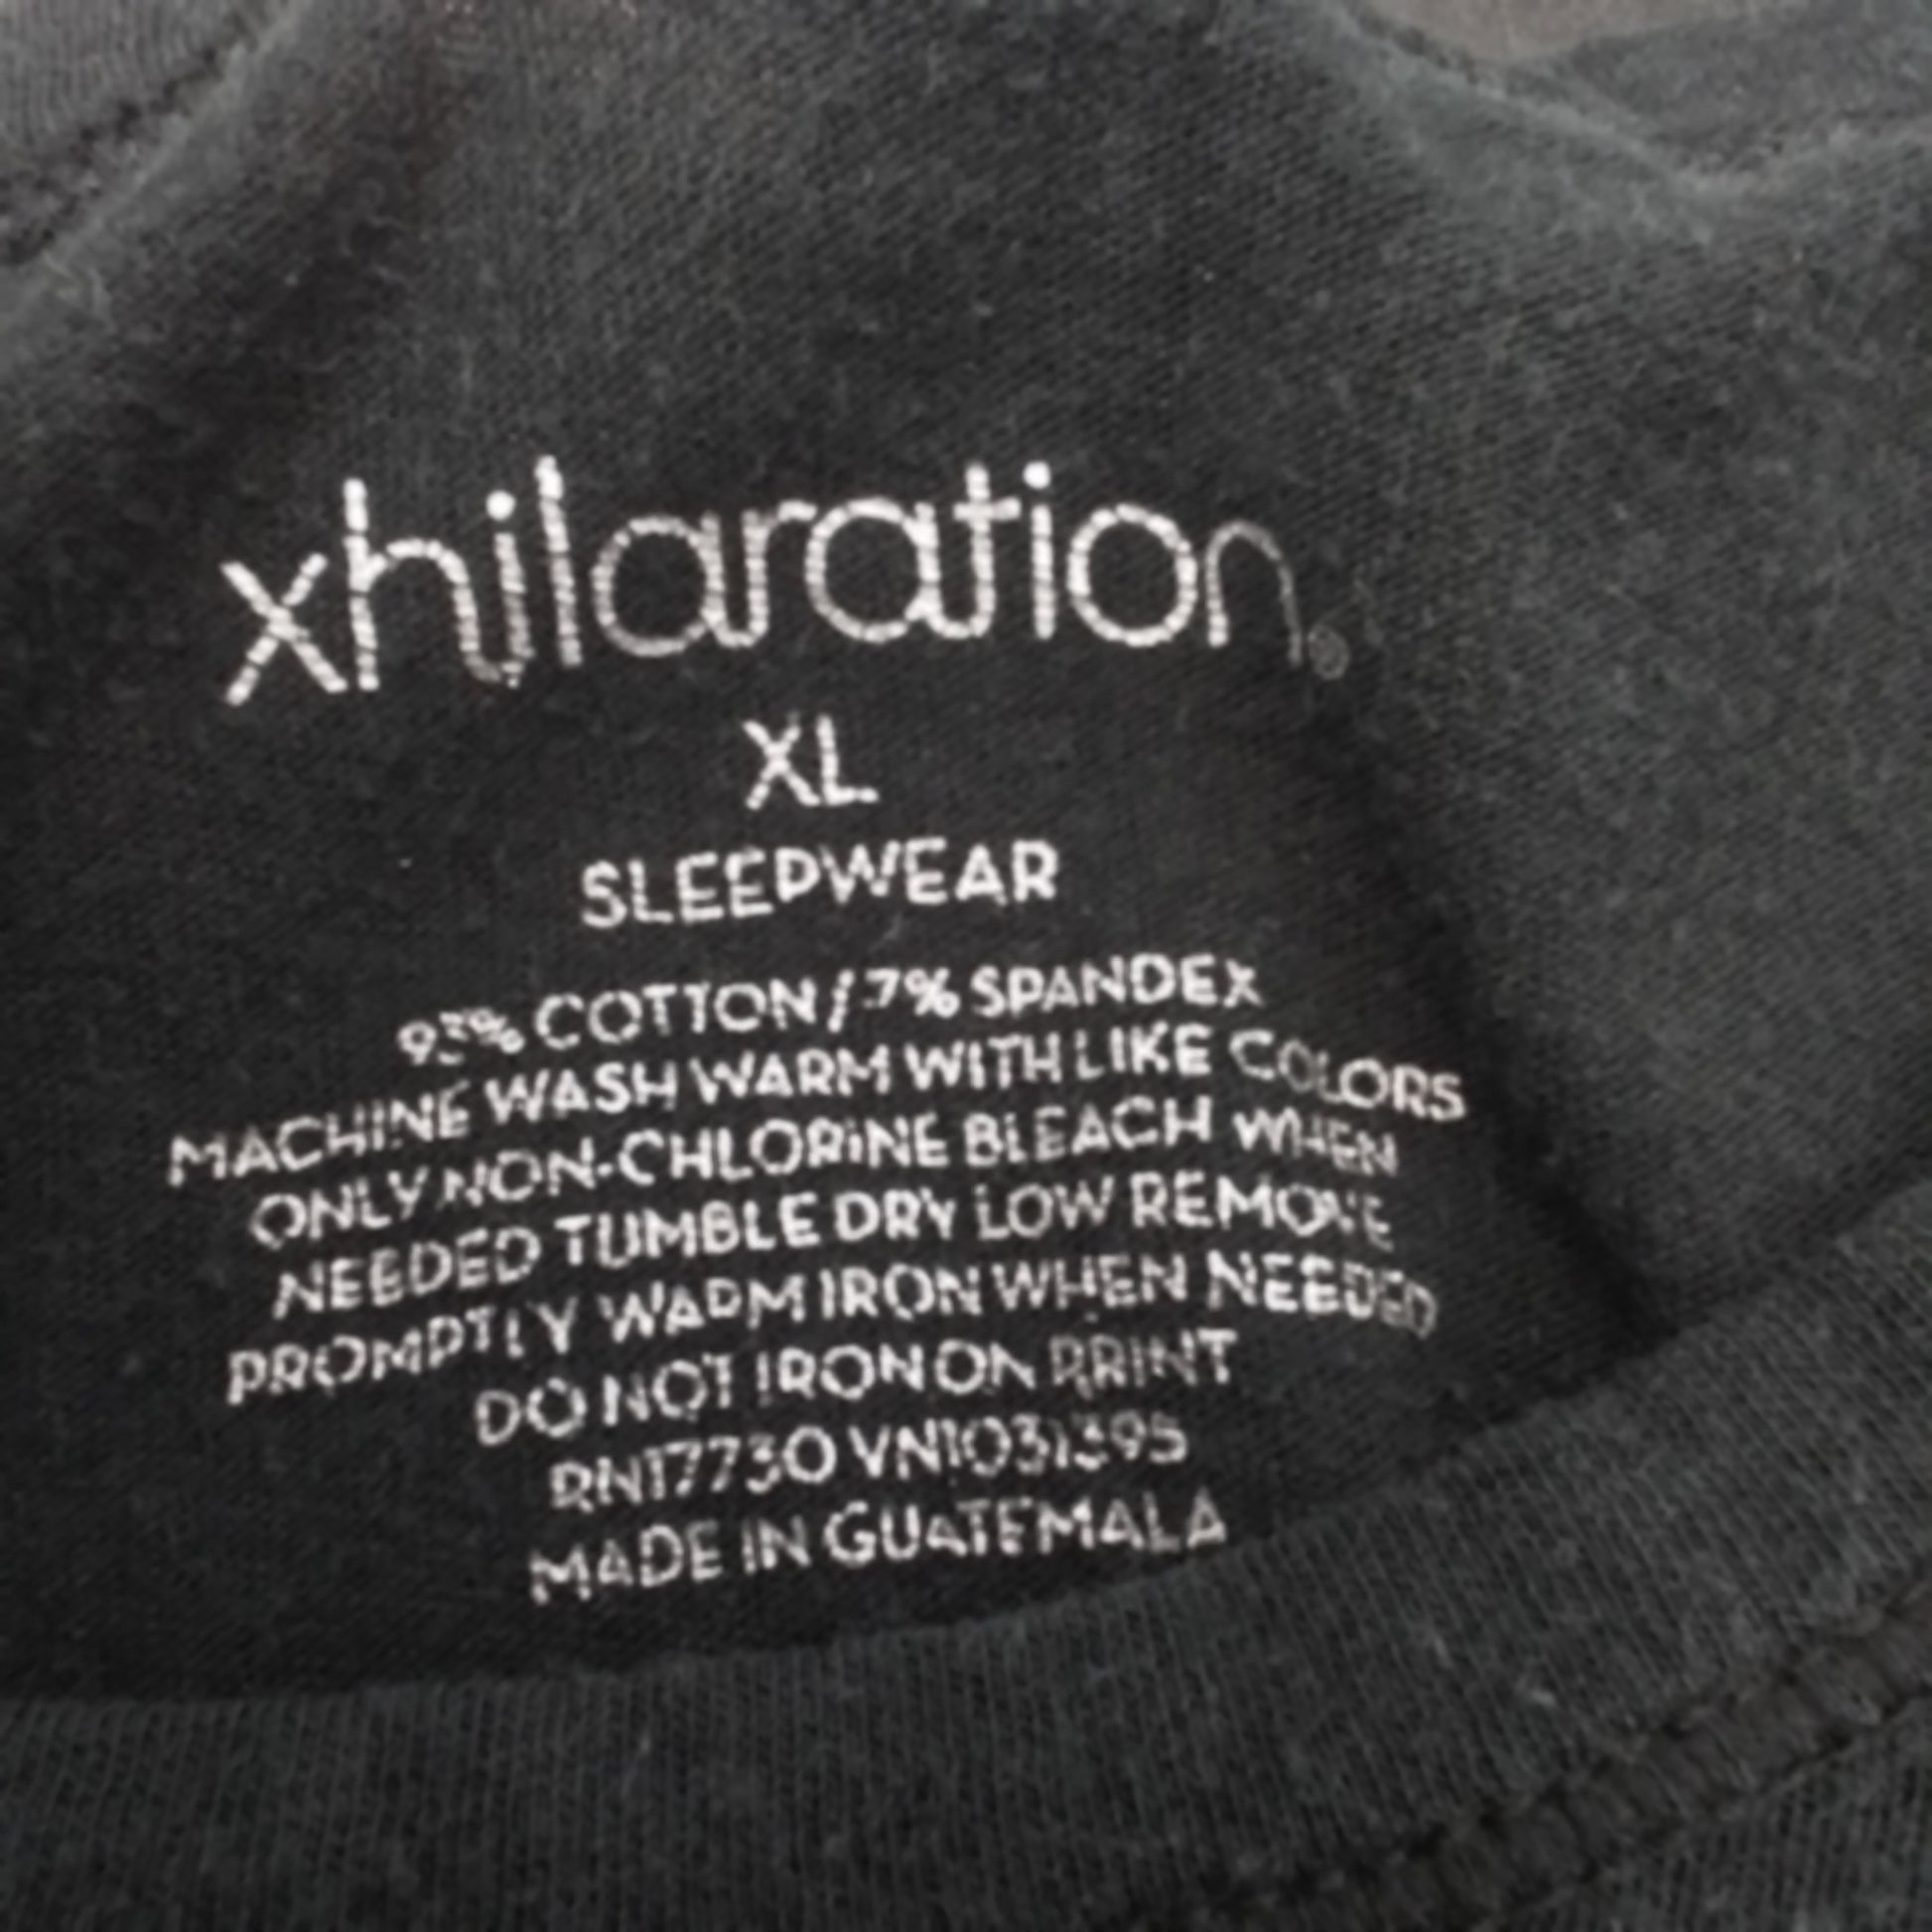 xhilaration®
XL
SLEEPWEAR
93% COTTON/7% SPANDEX
MACHINE WASH WARM WITH LIKE COLORS
ONLY NON-CHLORINE BLEACH WHEN
NEEDED TUMBLE DRY LOW REMOVE
PROMPTLY WARM IRON WHEN NEEDED
DO NOT IRON ON PRINT
RN17730 VN1031395
MADE IN GUATEMALA